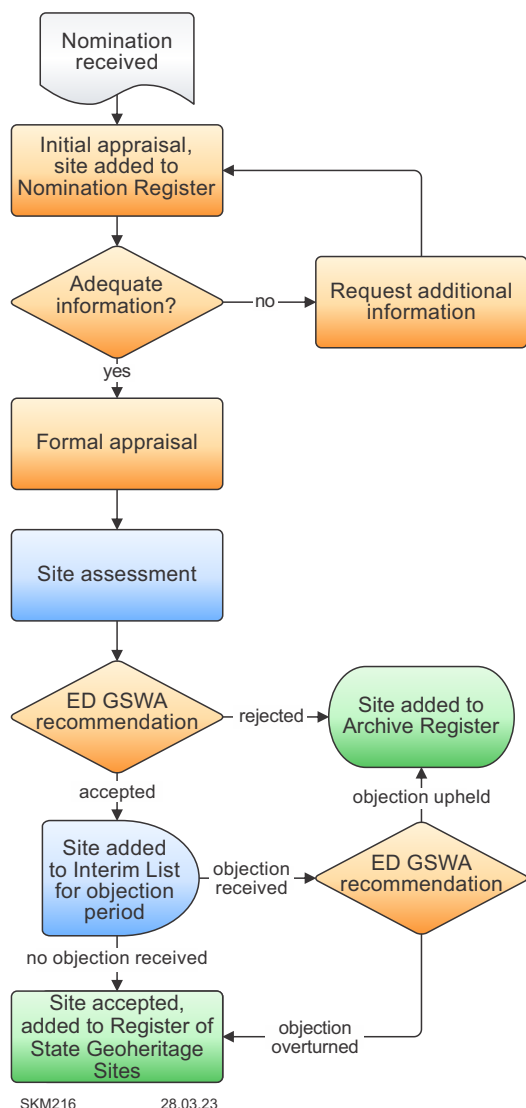 Nomination
received
Initial appraisal,
site added to
Nomination Register
Adequate
information?
no
Request additional
information
yes
Formal appraisal
Site assessment
ED GSWA
recommendation
rejected
Site added to
Archive Register
accepted
objection upheld
Site added
to Interim List
for objection
period
objection
received
ED GSWA
recommendation
no objection received
Site accepted,
added to Register of
State Geoheritage
Sites
objection
overturned
SKM216
28.03.23